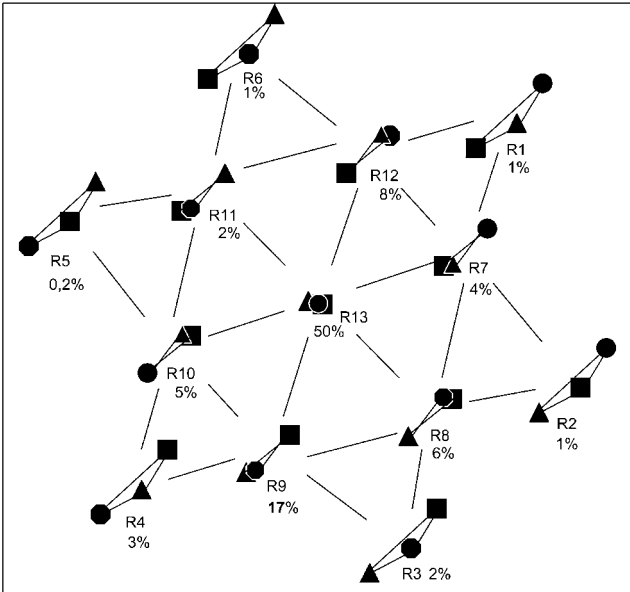 R6
1%
R1
1%
R12
8%
R11
2%
R5
0,2%
R7
4%
R13
50%
R10
5%
R2
1%
R8
6%
R9
17%
R4
3%
R3 2%